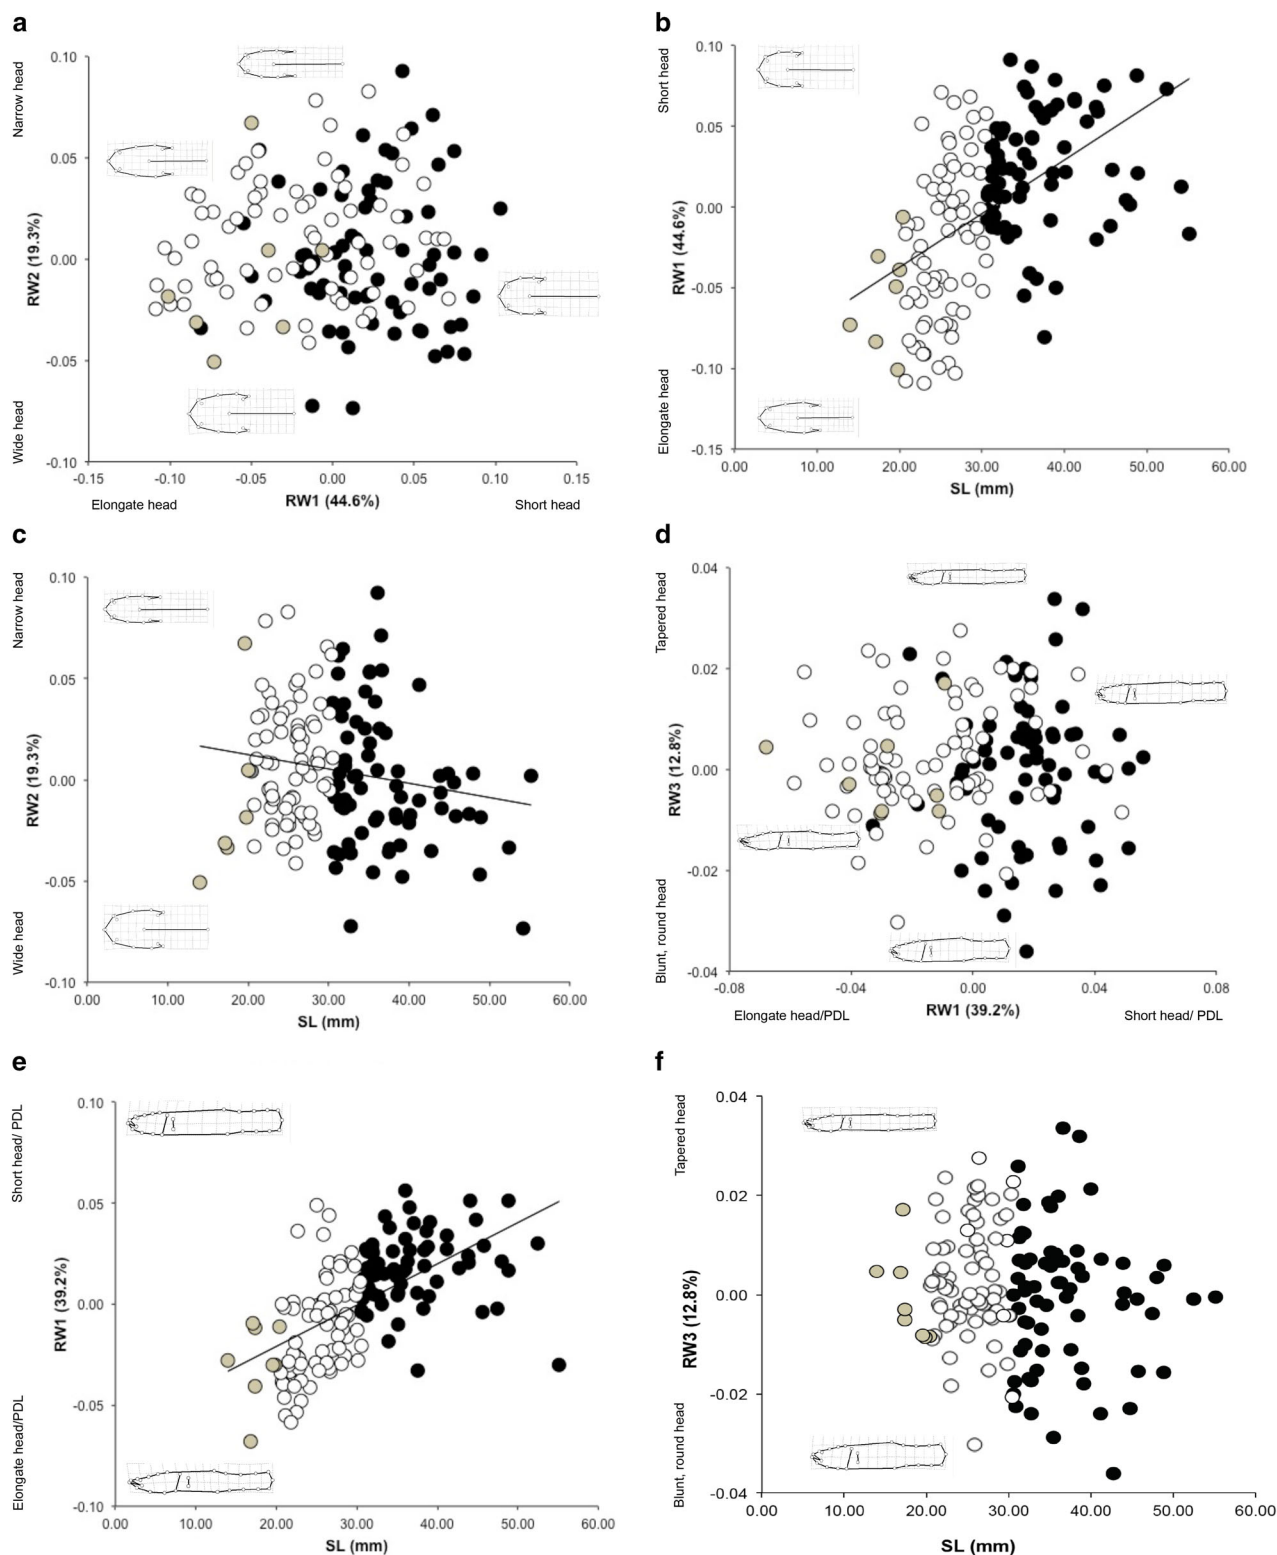 a
Narrow head
RW2 (19.3%)
Wide head
0.10
0.05
0.00
-0.05
-0.10
-0.15 -0.10 -0.05 0.00 0.05 0.10 0.15
Elongate head RW1 (44.6%) Short head
b
Short head
RW1 (44.6%)
Elongate head
0.10
0.05
0.00
-0.05
-0.10
-0.15
0.00 10.00 20.00 30.00 40.00 50.00 60.00
SL (mm)
c
Narrow head
RW2 (19.3%)
Wide head
0.10
0.05
0.00
-0.05
-0.10
0.00 10.00 20.00 30.00 40.00 50.00 60.00
SL (mm)
d
Tapered head
RW3 (12.8%)
Blunt, round head
0.04
0.02
0.00
-0.02
-0.04
-0.08 -0.04 0.00 0.04 0.08
Elongate head/PDL RW1 (39.2%) Short head/ PDL
e
Short head/ PDL
RW1 (39.2%)
Elongate head/PDL
0.10
0.05
0.00
-0.05
-0.10
0.00 10.00 20.00 30.00 40.00 50.00 60.00
SL (mm)
f
Tapered head
RW3 (12.8%)
Blunt, round head
0.04
0.02
0.00
-0.02
-0.04
0.00 10.00 20.00 30.00 40.00 50.00 60.00
SL (mm)